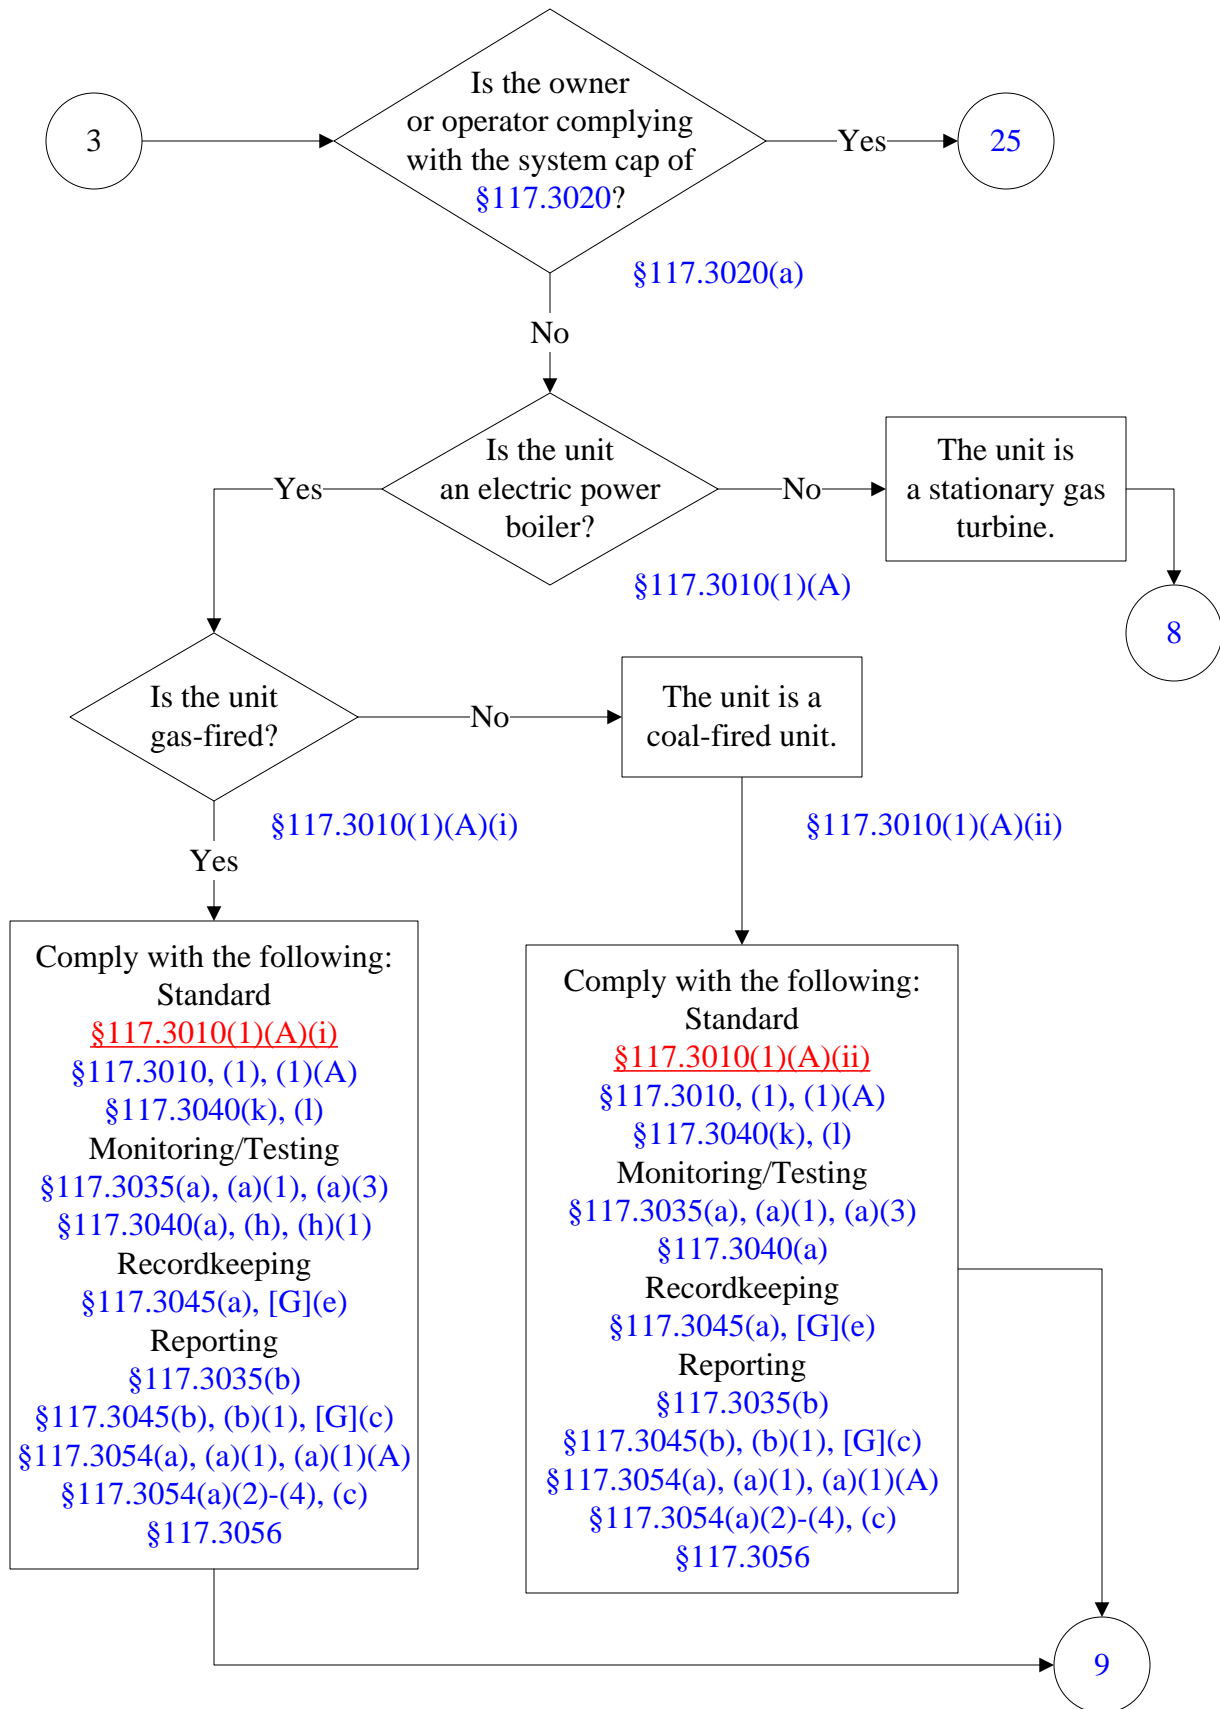 3
Is the owner
or operator complying
with the system cap of
§117.3020?
Yes
25
§117.3020(a)
No
Is the unit
an electric power
boiler?
Yes
No
The unit is
a stationary gas
turbine.
§117.3010(1)(A)
8
Is the unit
gas-fired?
No
The unit is a
coal-fired unit.
§117.3010(1)(A)(i)
§117.3010(1)(A)(ii)
Yes
Comply with the following:
Standard
§117.3010(1)(A)(i)
§117.3010, (1), (1)(A)
§117.3040(k), (l)
Monitoring/Testing
§117.3035(a), (a)(1), (a)(3)
§117.3040(a), (h), (h)(1)
Recordkeeping
§117.3045(a), [G](e)
Reporting
§117.3035(b)
§117.3045(b), (b)(1), [G](c)
§117.3054(a), (a)(1), (a)(1)(A)
§117.3054(a)(2)-(4), (c)
§117.3056
Comply with the following:
Standard
§117.3010(1)(A)(ii)
§117.3010, (1), (1)(A)
§117.3040(k), (l)
Monitoring/Testing
§117.3035(a), (a)(1), (a)(3)
§117.3040(a)
Recordkeeping
§117.3045(a), [G](e)
Reporting
§117.3035(b)
§117.3045(b), (b)(1), [G](c)
§117.3054(a), (a)(1), (a)(1)(A)
§117.3054(a)(2)-(4), (c)
§117.3056
9